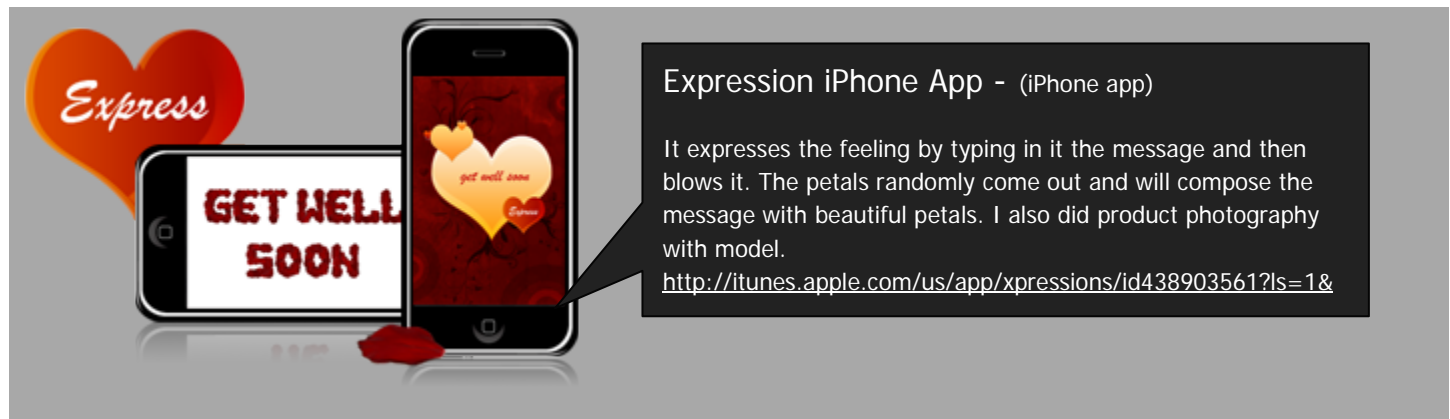 Express
GET WELL
SOON
get well soon
Express
Expression iPhone App - (iPhone app)
It expresses the feeling by typing in it the message and then
blows it. The petals randomly come out and will compose the
message with beautiful petals. I also did product photography
with model.
http://itunes.apple.com/us/app/xpressions/id438903561?ls=1&